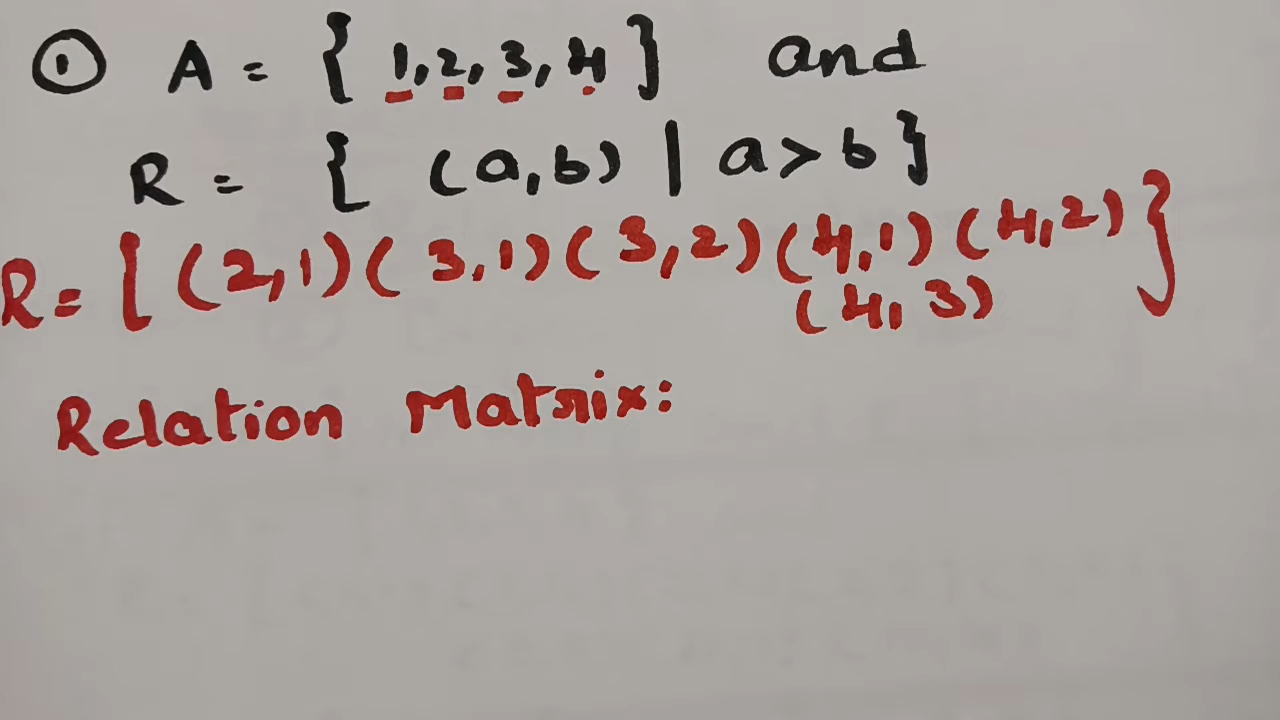 ① A = { 1, 2, 3, 4 } and
R = { (a, b) | a > b }
R = { (2,1) (3,1) (3,2) (4,1) (4,2) }
(4,3)
Relation Matrix: